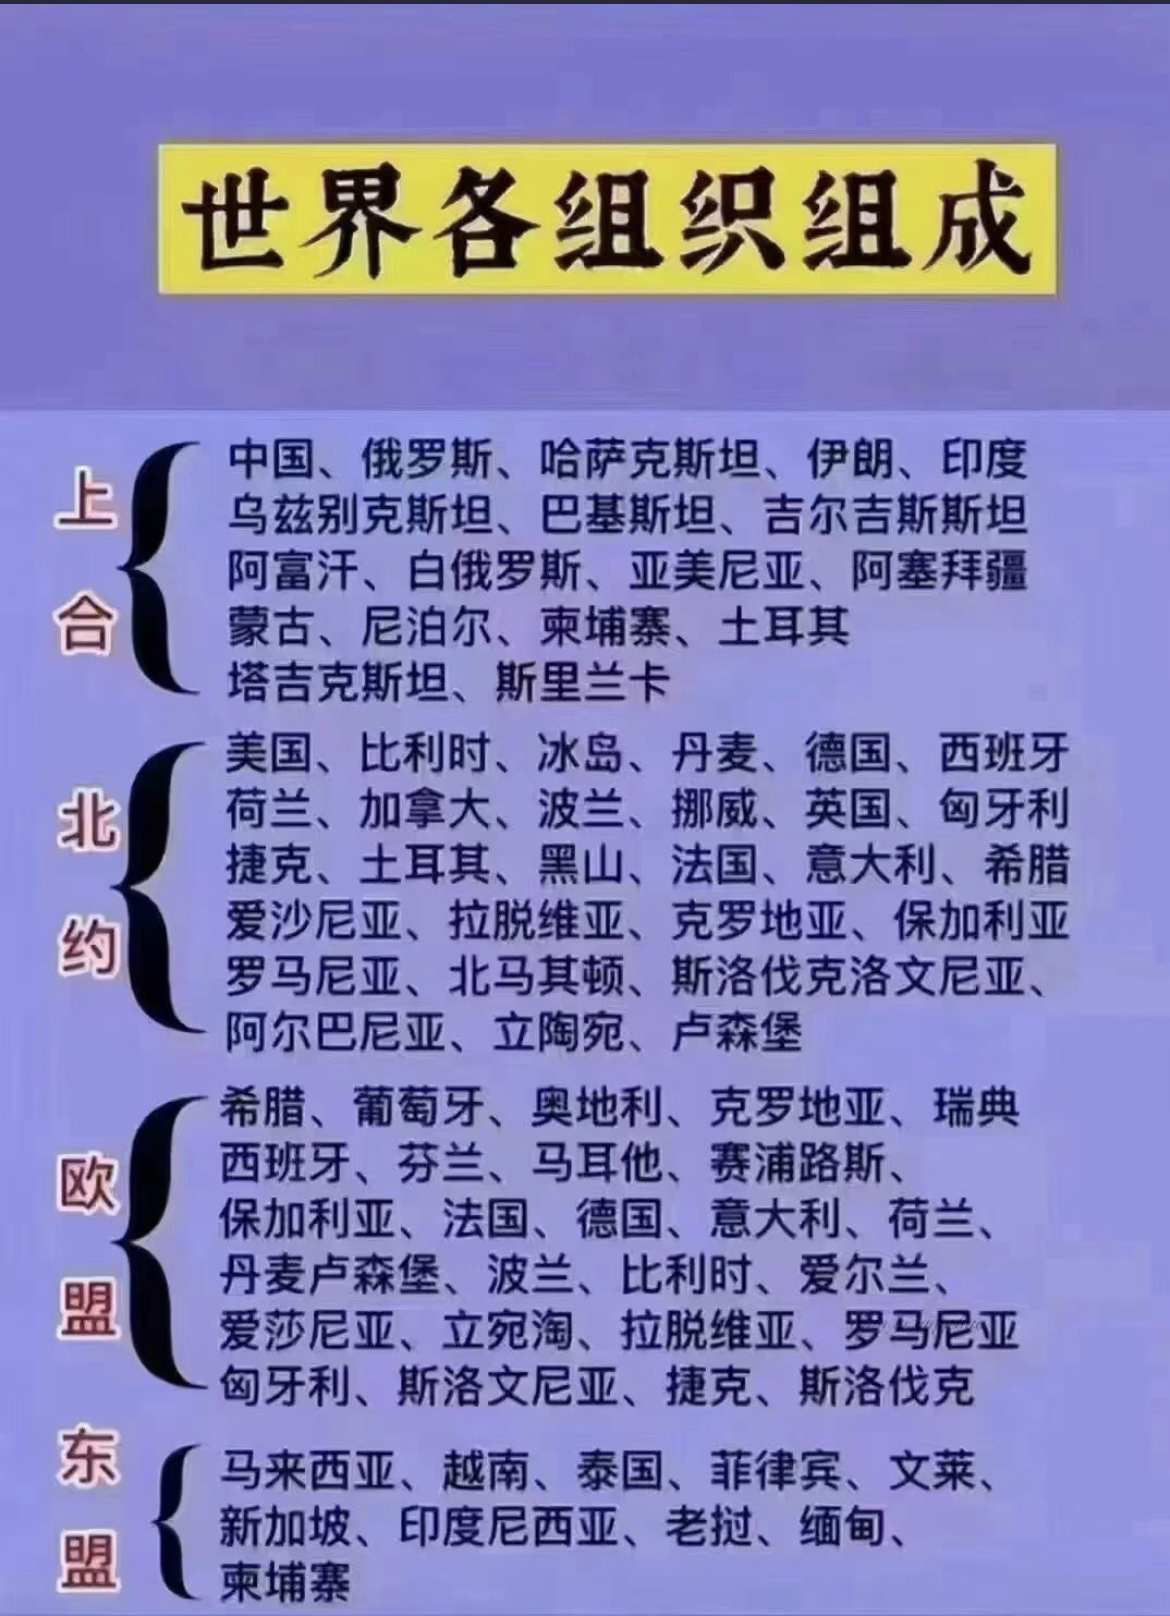 世界各组织组成
上合
中国、俄罗斯、哈萨克斯坦、伊朗、印度
乌兹别克斯坦、巴基斯坦、吉尔吉斯斯坦
阿富汗、白俄罗斯、亚美尼亚、阿塞拜疆
蒙古、尼泊尔、柬埔寨、土耳其
塔吉克斯坦、斯里兰卡
北约
美国、比利时、冰岛、丹麦、德国、西班牙
荷兰、加拿大、波兰、挪威、英国、匈牙利
捷克、土耳其、黑山、法国、意大利、希腊
爱沙尼亚、拉脱维亚、克罗地亚、保加利亚
罗马尼亚、北马其顿、斯洛伐克洛文尼亚、
阿尔巴尼亚、立陶宛、卢森堡
欧盟
希腊、葡萄牙、奥地利、克罗地亚、瑞典
西班牙、芬兰、马耳他、赛浦路斯、
保加利亚、法国、德国、意大利、荷兰、
丹麦卢森堡、波兰、比利时、爱尔兰、
爱莎尼亚、立宛淘、拉脱维亚、罗马尼亚
匈牙利、斯洛文尼亚、捷克、斯洛伐克
东盟
马来西亚、越南、泰国、菲律宾、文莱、
新加坡、印度尼西亚、老挝、缅甸、
柬埔寨